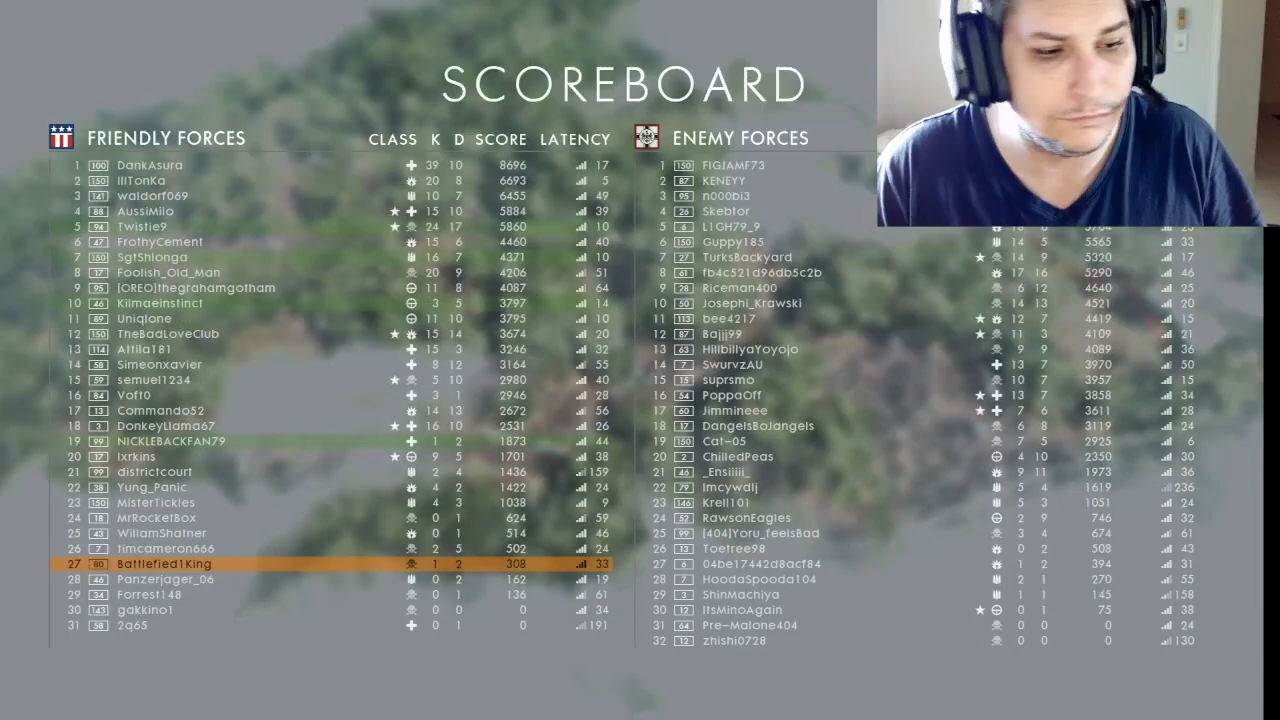 SCOREBOARD
FRIENDLY FORCES CLASS K D SCORE LATENCY
1 100 DankAsura 39 10 8696 17
2 150 IIITonKa 20 8 6693 5
3 141 waldorf069 10 7 6455 49
4 88 AussiMilo 15 10 5884 39
5 94 Twistie9 24 17 5860 10
6 47 FrothyCement 15 6 4460 40
7 150 SgtShlonga 16 7 4371 10
8 17 Foolish_Old_Man 20 9 4206 51
9 95 [OREO]thegrahamgotham 11 8 4087 64
10 46 Kilmaeinstinct 3 5 3797 14
11 89 Uniqlone 11 10 3795 10
12 150 TheBadLoveClub 15 14 3674 20
13 114 Attila181 15 3 3246 32
14 58 Simeonxavier 8 12 3164 55
15 59 semuel1234 5 10 2980 40
16 84 Voft0 3 1 2946 28
17 13 Commando52 14 13 2672 56
18 3 DonkeyLlama67 16 10 2531 26
19 99 NICKLEBACKFAN79 1 2 1873 44
20 17 lxrkins 9 5 1701 38
21 99 districtcourt 2 4 1436 159
22 38 Yung_Panic 4 2 1422 24
23 150 MisterTickles 4 3 1038 9
24 18 MrRocketBox 0 1 624 59
25 43 WiliamShatner 0 1 514 46
26 7 timcameron666 2 5 502 24
27 80 Battlefied1King 1 2 308 33
28 46 Panzerjager_06 0 2 162 19
29 34 Forrest148 0 1 136 61
30 143 gakkino1 0 0 0 34
31 58 2q65 0 1 0 191
ENEMY FORCES
1 150 FIGJAMF73
2 87 KENEYY
3 95 n000bi3
4 26 Skebtor
5 6 L1GH79_9
6 150 Guppy185 14 5 5565 33
7 27 TurksBackyard 14 9 5320 17
8 61 fb4c521d96db5c2b 17 16 5290 46
9 28 Riceman400 6 12 4640 25
10 50 Josephi_Krawski 14 13 4521 20
11 113 bee4217 12 7 4419 15
12 87 Bajjj99 11 3 4109 21
13 63 HillbillyaYoyojo 9 9 4089 36
14 7 SwurvzAU 13 7 3970 50
15 15 suprsmo 10 7 3957 15
16 54 PoppaOff 13 7 3858 34
17 60 Jimmineee 7 6 3611 28
18 17 DangelsBoJangels 6 8 3119 24
19 150 Cat-05 7 5 2925 6
20 2 ChilledPeas 4 10 2350 30
21 46 _Ensiiiii_ 9 11 1973 36
22 79 Imcywdlj 5 4 1619 236
23 146 Krell101 5 3 1051 24
24 52 RawsonEagles 2 9 746 32
25 99 [404]Yoru_feelsBad 3 4 674 61
26 13 Toetree98 0 2 508 43
27 6 04be17442d8acf84 1 2 394 31
28 7 HoodaSpooda104 2 1 270 55
29 3 ShinMachiya 1 1 145 158
30 12 ItsMinoAgain 0 1 75 38
31 64 Pre-Malone404 0 0 0 24
32 12 zhishi0728 0 0 0 130